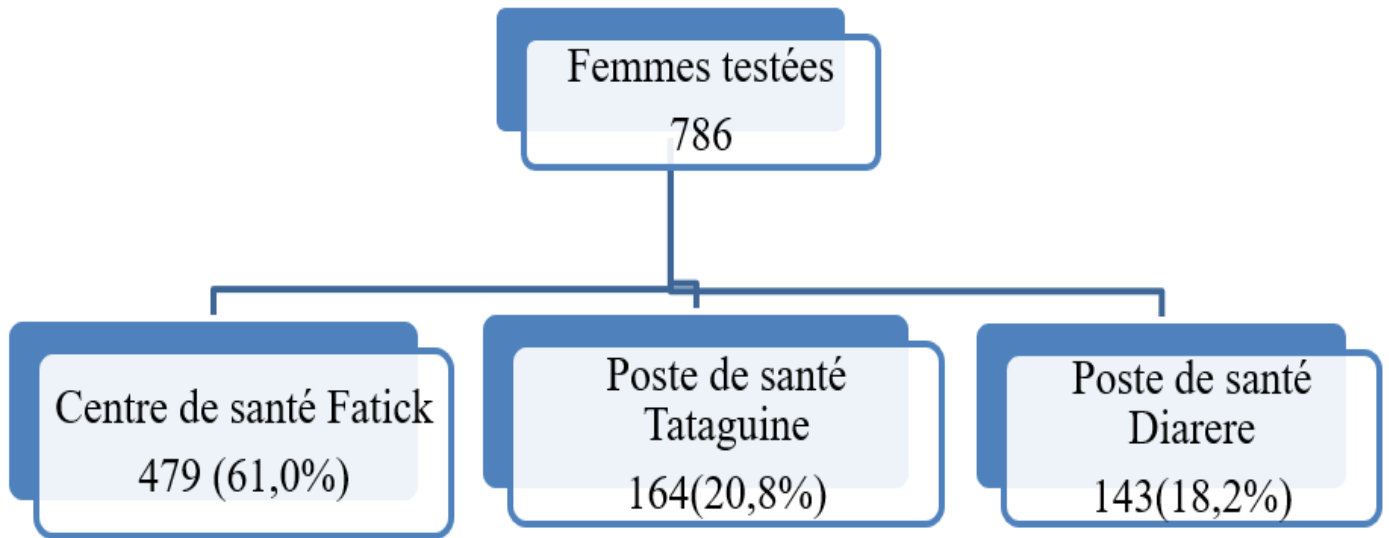 Femmes testées
786
Centre de santé Fatick
479 (61,0%)
Poste de santé
Tataguine
164(20,8%)
Poste de santé
Diarere
143(18,2%)